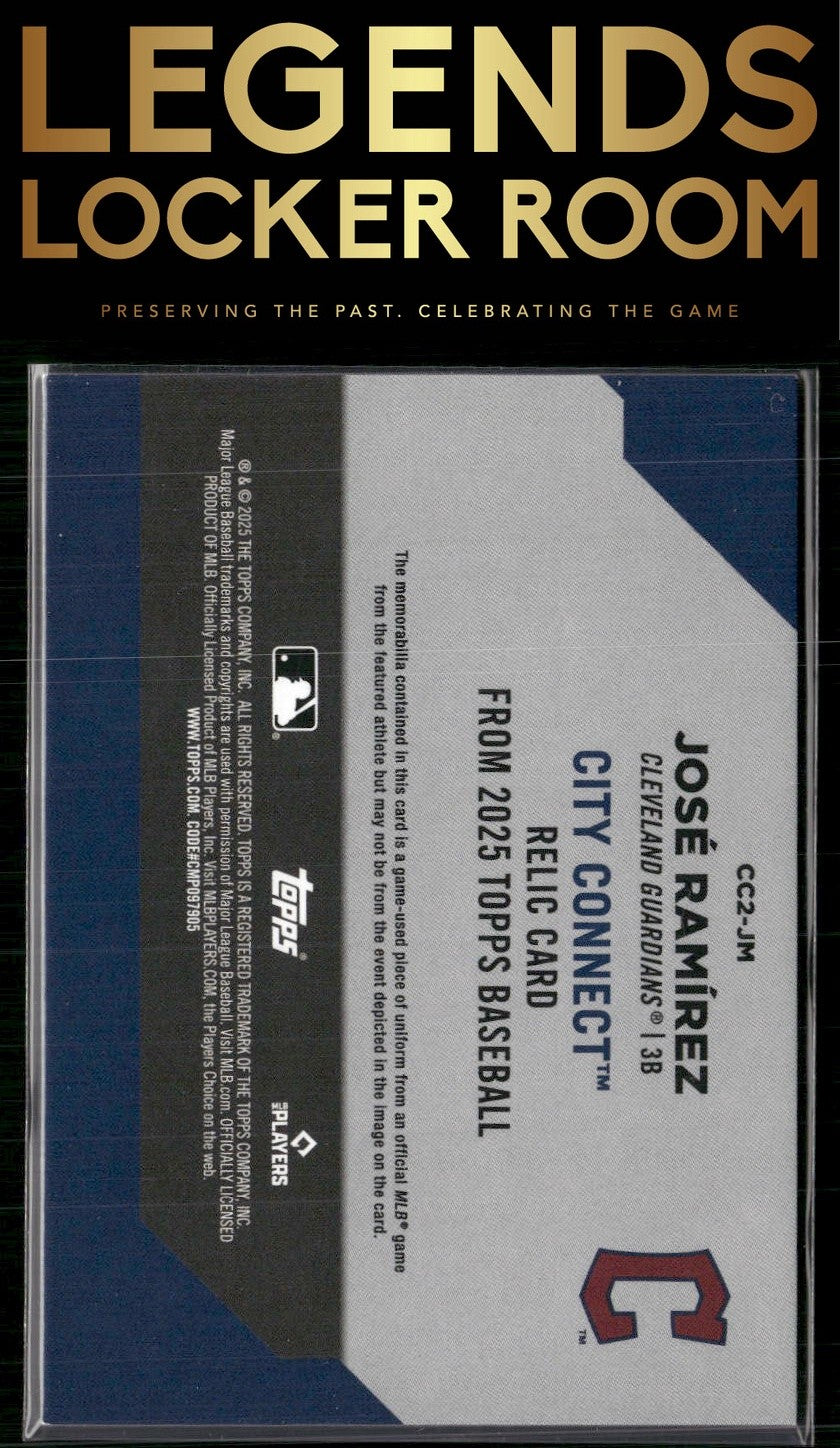 LEGENDS
LOCKER ROOM
PRESERVING THE PAST. CELEBRATING THE GAME
C
CC2-JM
JOSÉ RAMÍREZ
CLEVELAND GUARDIANS® | 3B
CITY CONNECT™
RELIC CARD
FROM 2025 TOPPS BASEBALL
C™
The memorabilia contained in this card is a game-used piece of uniform from an official MLB® game
from the featured athlete but may not be from the event depicted in the image on the card.
®
topps®
MLB PLAYERS
® & © 2025 THE TOPPS COMPANY, INC. ALL RIGHTS RESERVED. TOPPS IS A REGISTERED TRADEMARK OF THE TOPPS COMPANY, INC.
Major League Baseball trademarks and copyrights are used with permission of Major League Baseball. Visit MLB.com. OFFICIALLY LICENSED
PRODUCT OF MLB. Officially Licensed Product of MLB Players, Inc. Visit MLBPLAYERS.COM, the Players Choice on the web.
WWW.TOPPS.COM. CODE#CMP097905